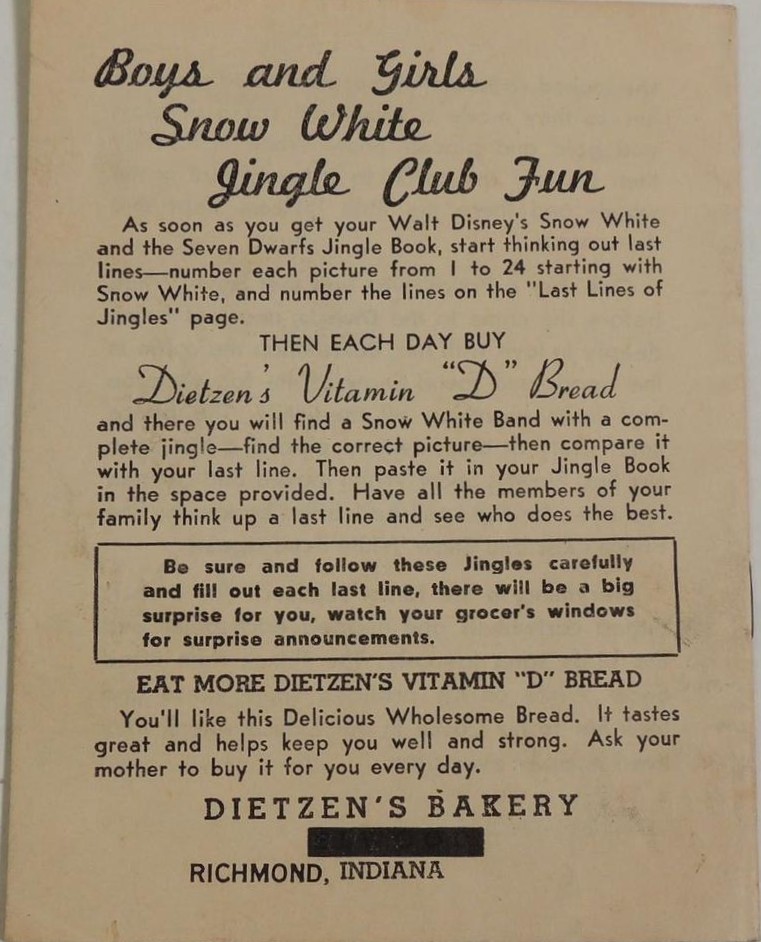 Boys and Girls
Snow White
Jingle Club Fun
As soon as you get your Walt Disney's Snow White
and the Seven Dwarfs Jingle Book, start thinking out last
lines—number each picture from 1 to 24 starting with
Snow White, and number the lines on the "Last Lines of
Jingles" page.
THEN EACH DAY BUY
Dietzen's Vitamin "D" Bread
and there you will find a Snow White Band with a com-
plete jingle—find the correct picture—then compare it
with your last line. Then paste it in your Jingle Book
in the space provided. Have all the members of your
family think up a last line and see who does the best.
Be sure and follow these Jingles carefully
and fill out each last line, there will be a big
surprise for you, watch your grocer's windows
for surprise announcements.
EAT MORE DIETZEN'S VITAMIN "D" BREAD
You'll like this Delicious Wholesome Bread. It tastes
great and helps keep you well and strong. Ask your
mother to buy it for you every day.
DIETZEN'S BAKERY
RICHMOND, INDIANA